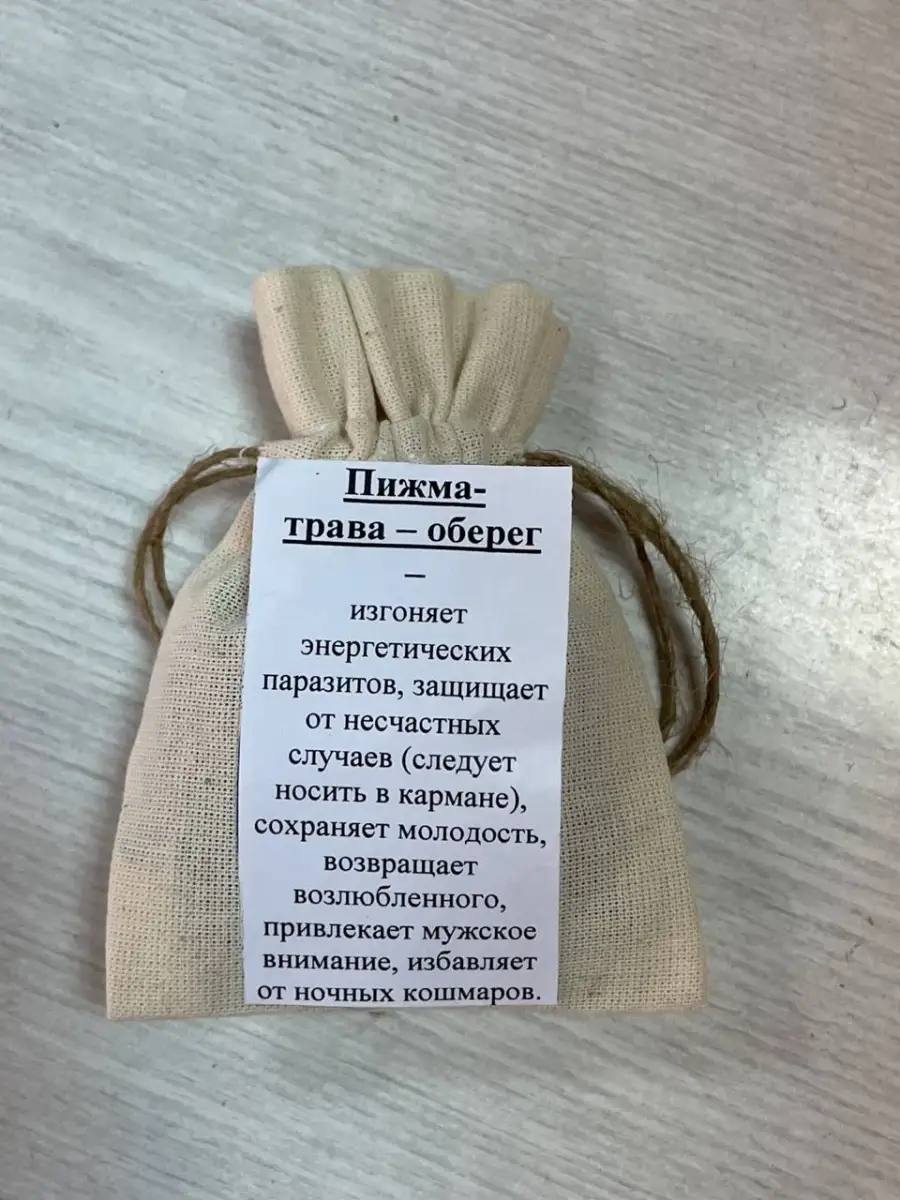 Пижма-
трава – оберег
–
изгоняет
энергетических
паразитов, защищает
от несчастных
случаев (следует
носить в кармане),
сохраняет молодость,
возвращает
возлюбленного,
привлекает мужское
внимание, избавляет
от ночных кошмаров.